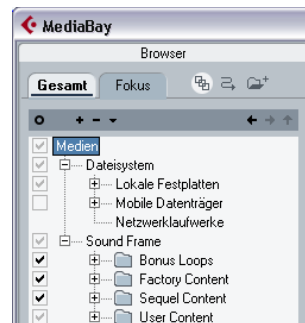 MediaBay
Browser
Gesamt Fokus
Medien
Dateisystem
Lokale Festplatten
Mobile Datenträger
Netzwerklaufwerke
Sound Frame
Bonus Loops
Factory Content
Sequel Content
User Content